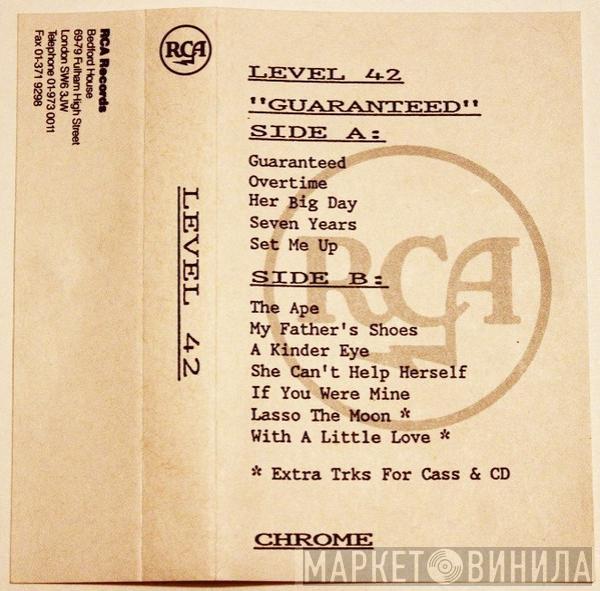 RCA Records
Bedford House
69-79 Fulham High Street
London SW6 3JW
Telephone 01-973 0011
Fax 01-371 9298
RCA
LEVEL 42
LEVEL 42
"GUARANTEED"
SIDE A:
Guaranteed
Overtime
Her Big Day
Seven Years
Set Me Up
SIDE B:
The Ape
My Father's Shoes
A Kinder Eye
She Can't Help Herself
If You Were Mine
Lasso The Moon *
With A Little Love *
* Extra Trks For Cass & CD
CHROME
RCA
МАРКЕТ ВИНИЛА